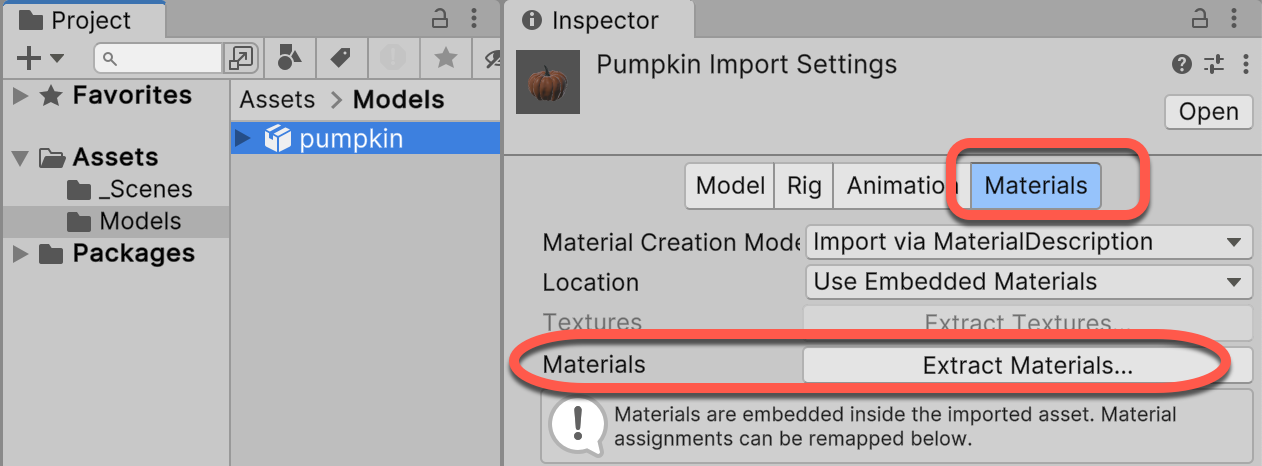 Project
Favorites
Assets
_Scenes
Models
Packages
Assets > Models
pumpkin
Inspector
Pumpkin Import Settings
Open
Model Rig Animation Materials
Material Creation Mode Import via MaterialDescription
Location Use Embedded Materials
Textures Extract Textures...
Materials Extract Materials...
Materials are embedded inside the imported asset. Material
assignments can be remapped below.